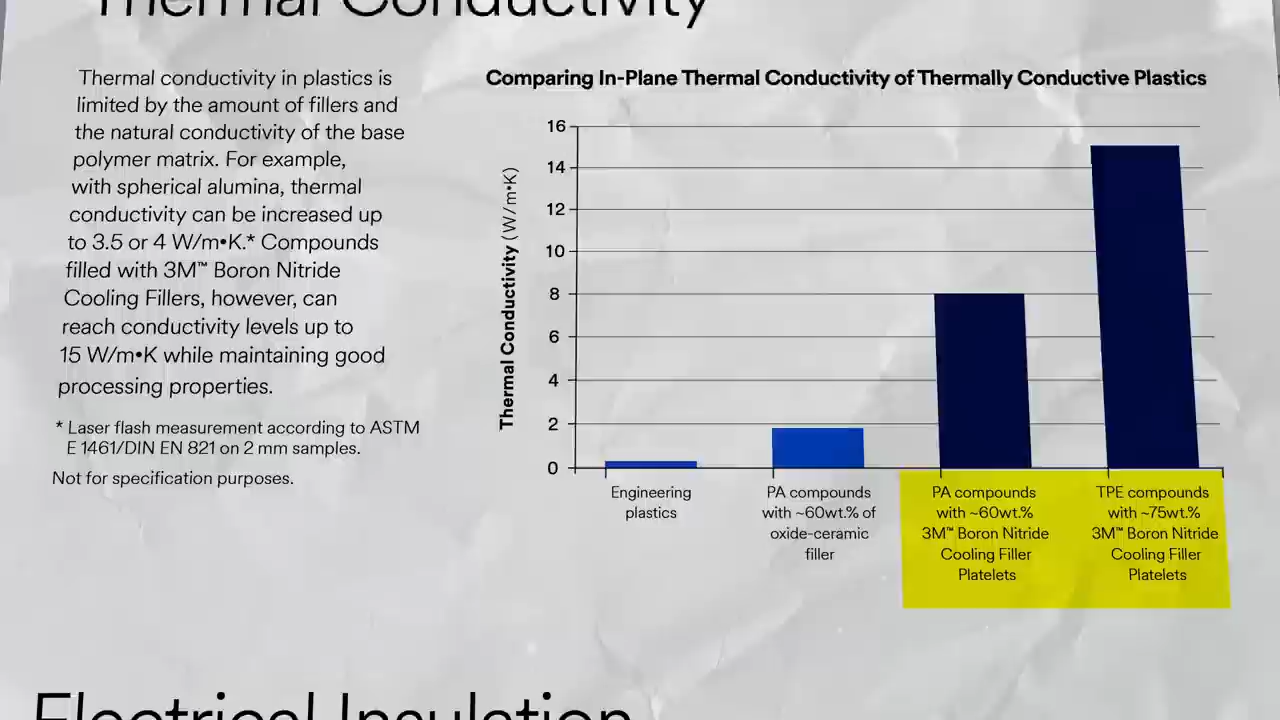 Thermal Conductivity
Thermal conductivity in plastics is
limited by the amount of fillers and
the natural conductivity of the base
polymer matrix. For example,
with spherical alumina, thermal
conductivity can be increased up
to 3.5 or 4 W/m•K.* Compounds
filled with 3M™ Boron Nitride
Cooling Fillers, however, can
reach conductivity levels up to
15 W/m•K while maintaining good
processing properties.
* Laser flash measurement according to ASTM
E 1461/DIN EN 821 on 2 mm samples.
Not for specification purposes.
Comparing In-Plane Thermal Conductivity of Thermally Conductive Plastics
Thermal Conductivity (W/m•K)
16
14
12
10
8
6
4
2
0
Engineering
plastics
PA compounds
with ~60wt.% of
oxide-ceramic
filler
PA compounds
with ~60wt.%
3M™ Boron Nitride
Cooling Filler
Platelets
TPE compounds
with ~75wt.%
3M™ Boron Nitride
Cooling Filler
Platelets
Electrical Insulation